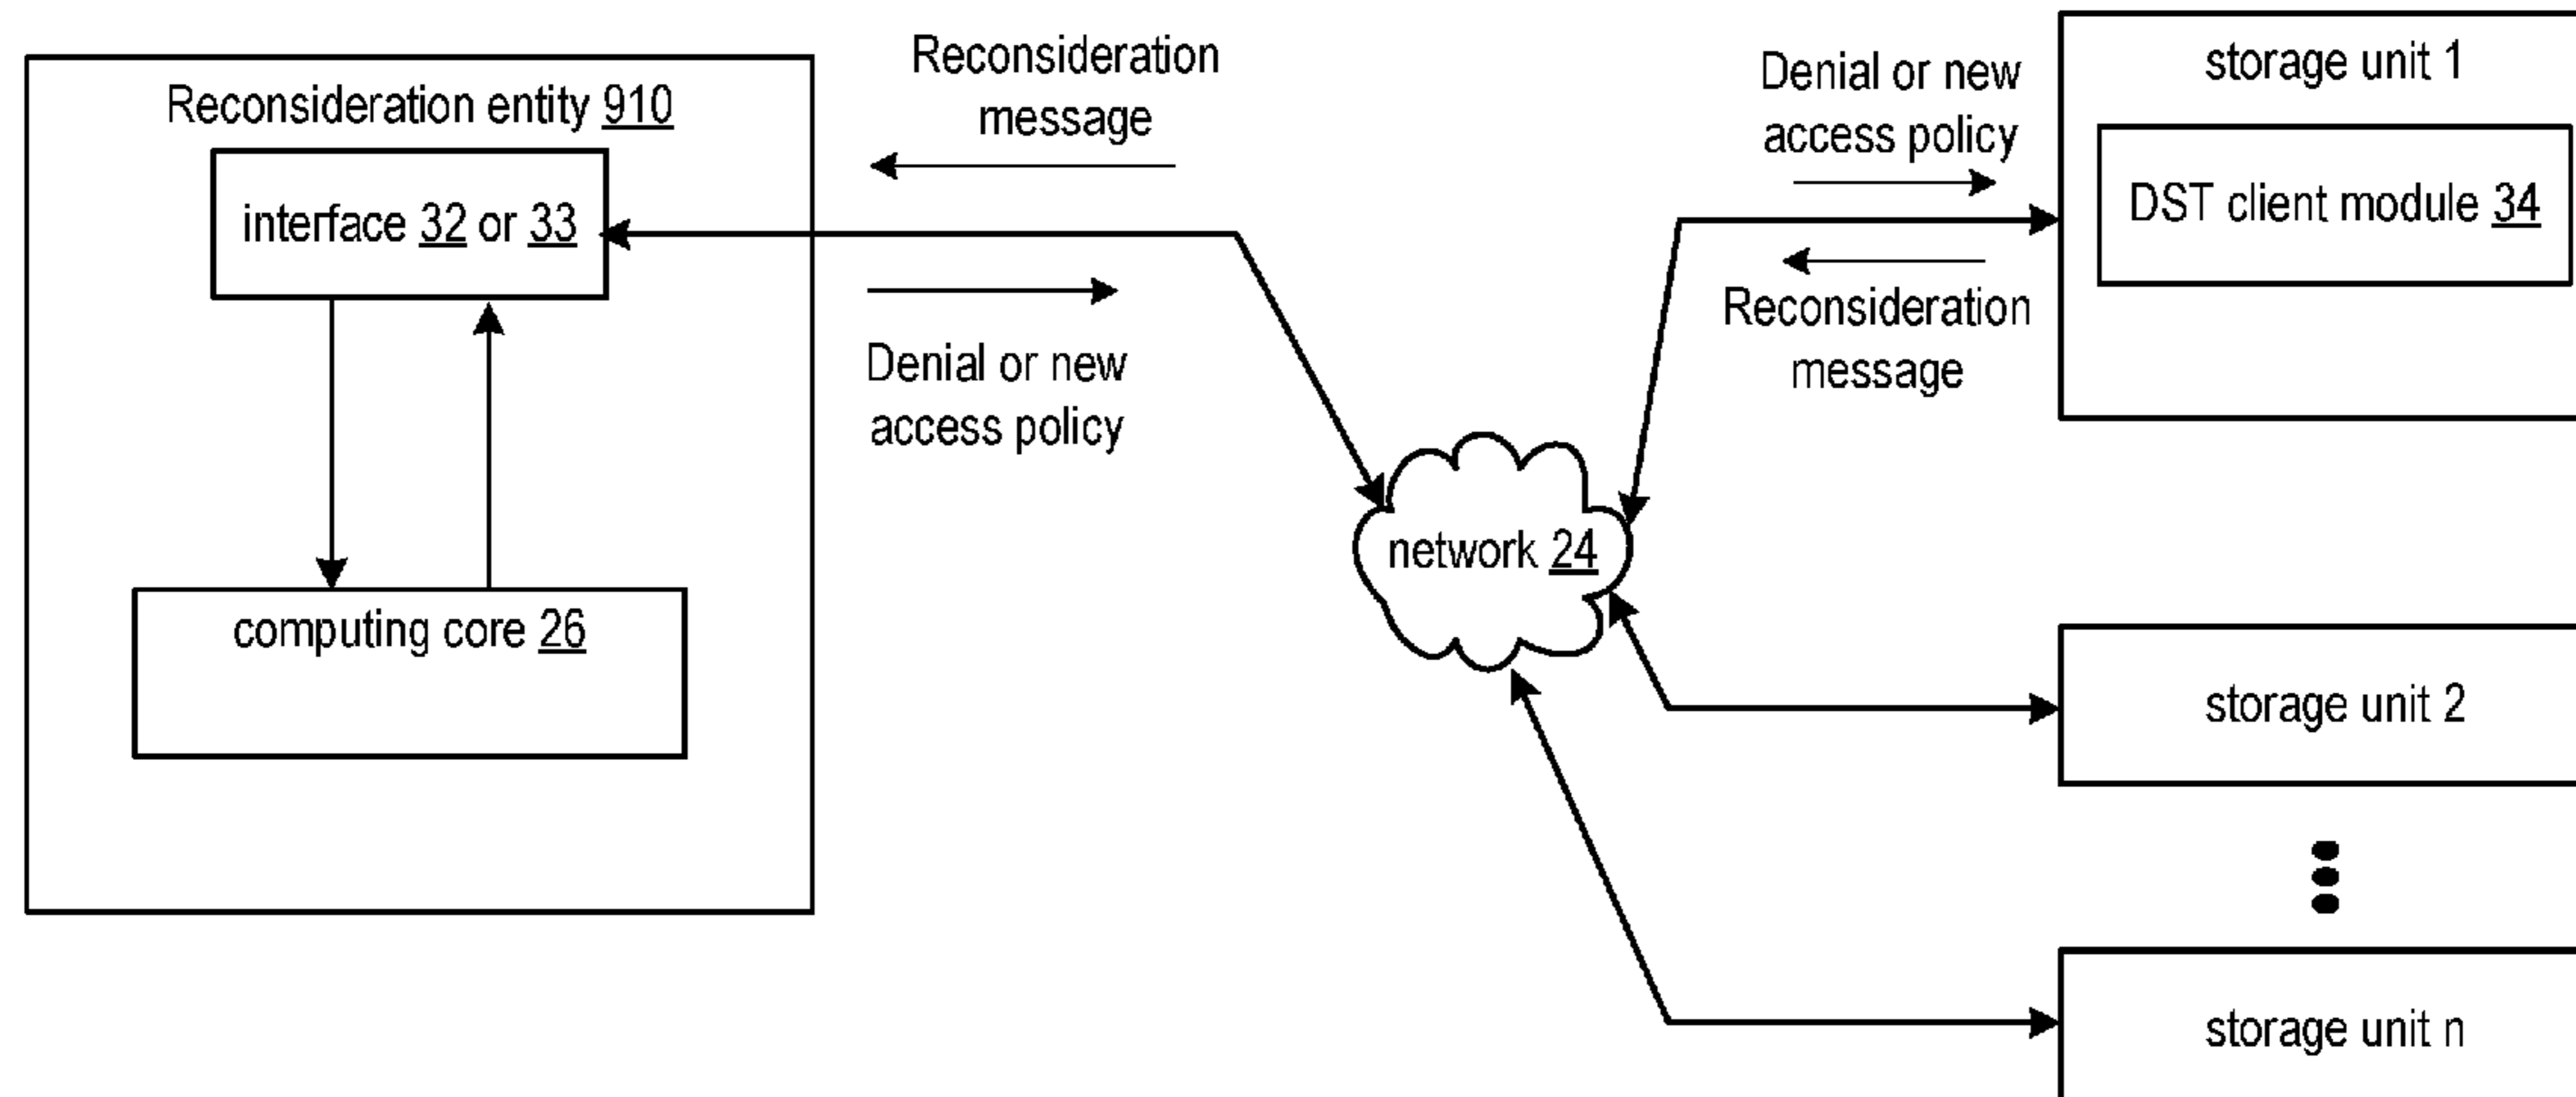 Reconsideration entity 910
interface 32 or 33
computing core 26
Reconsideration
message
Denial or new
access policy
network 24
Denial or new
access policy
Reconsideration
message
storage unit 1
DST client module 34
storage unit 2
storage unit n